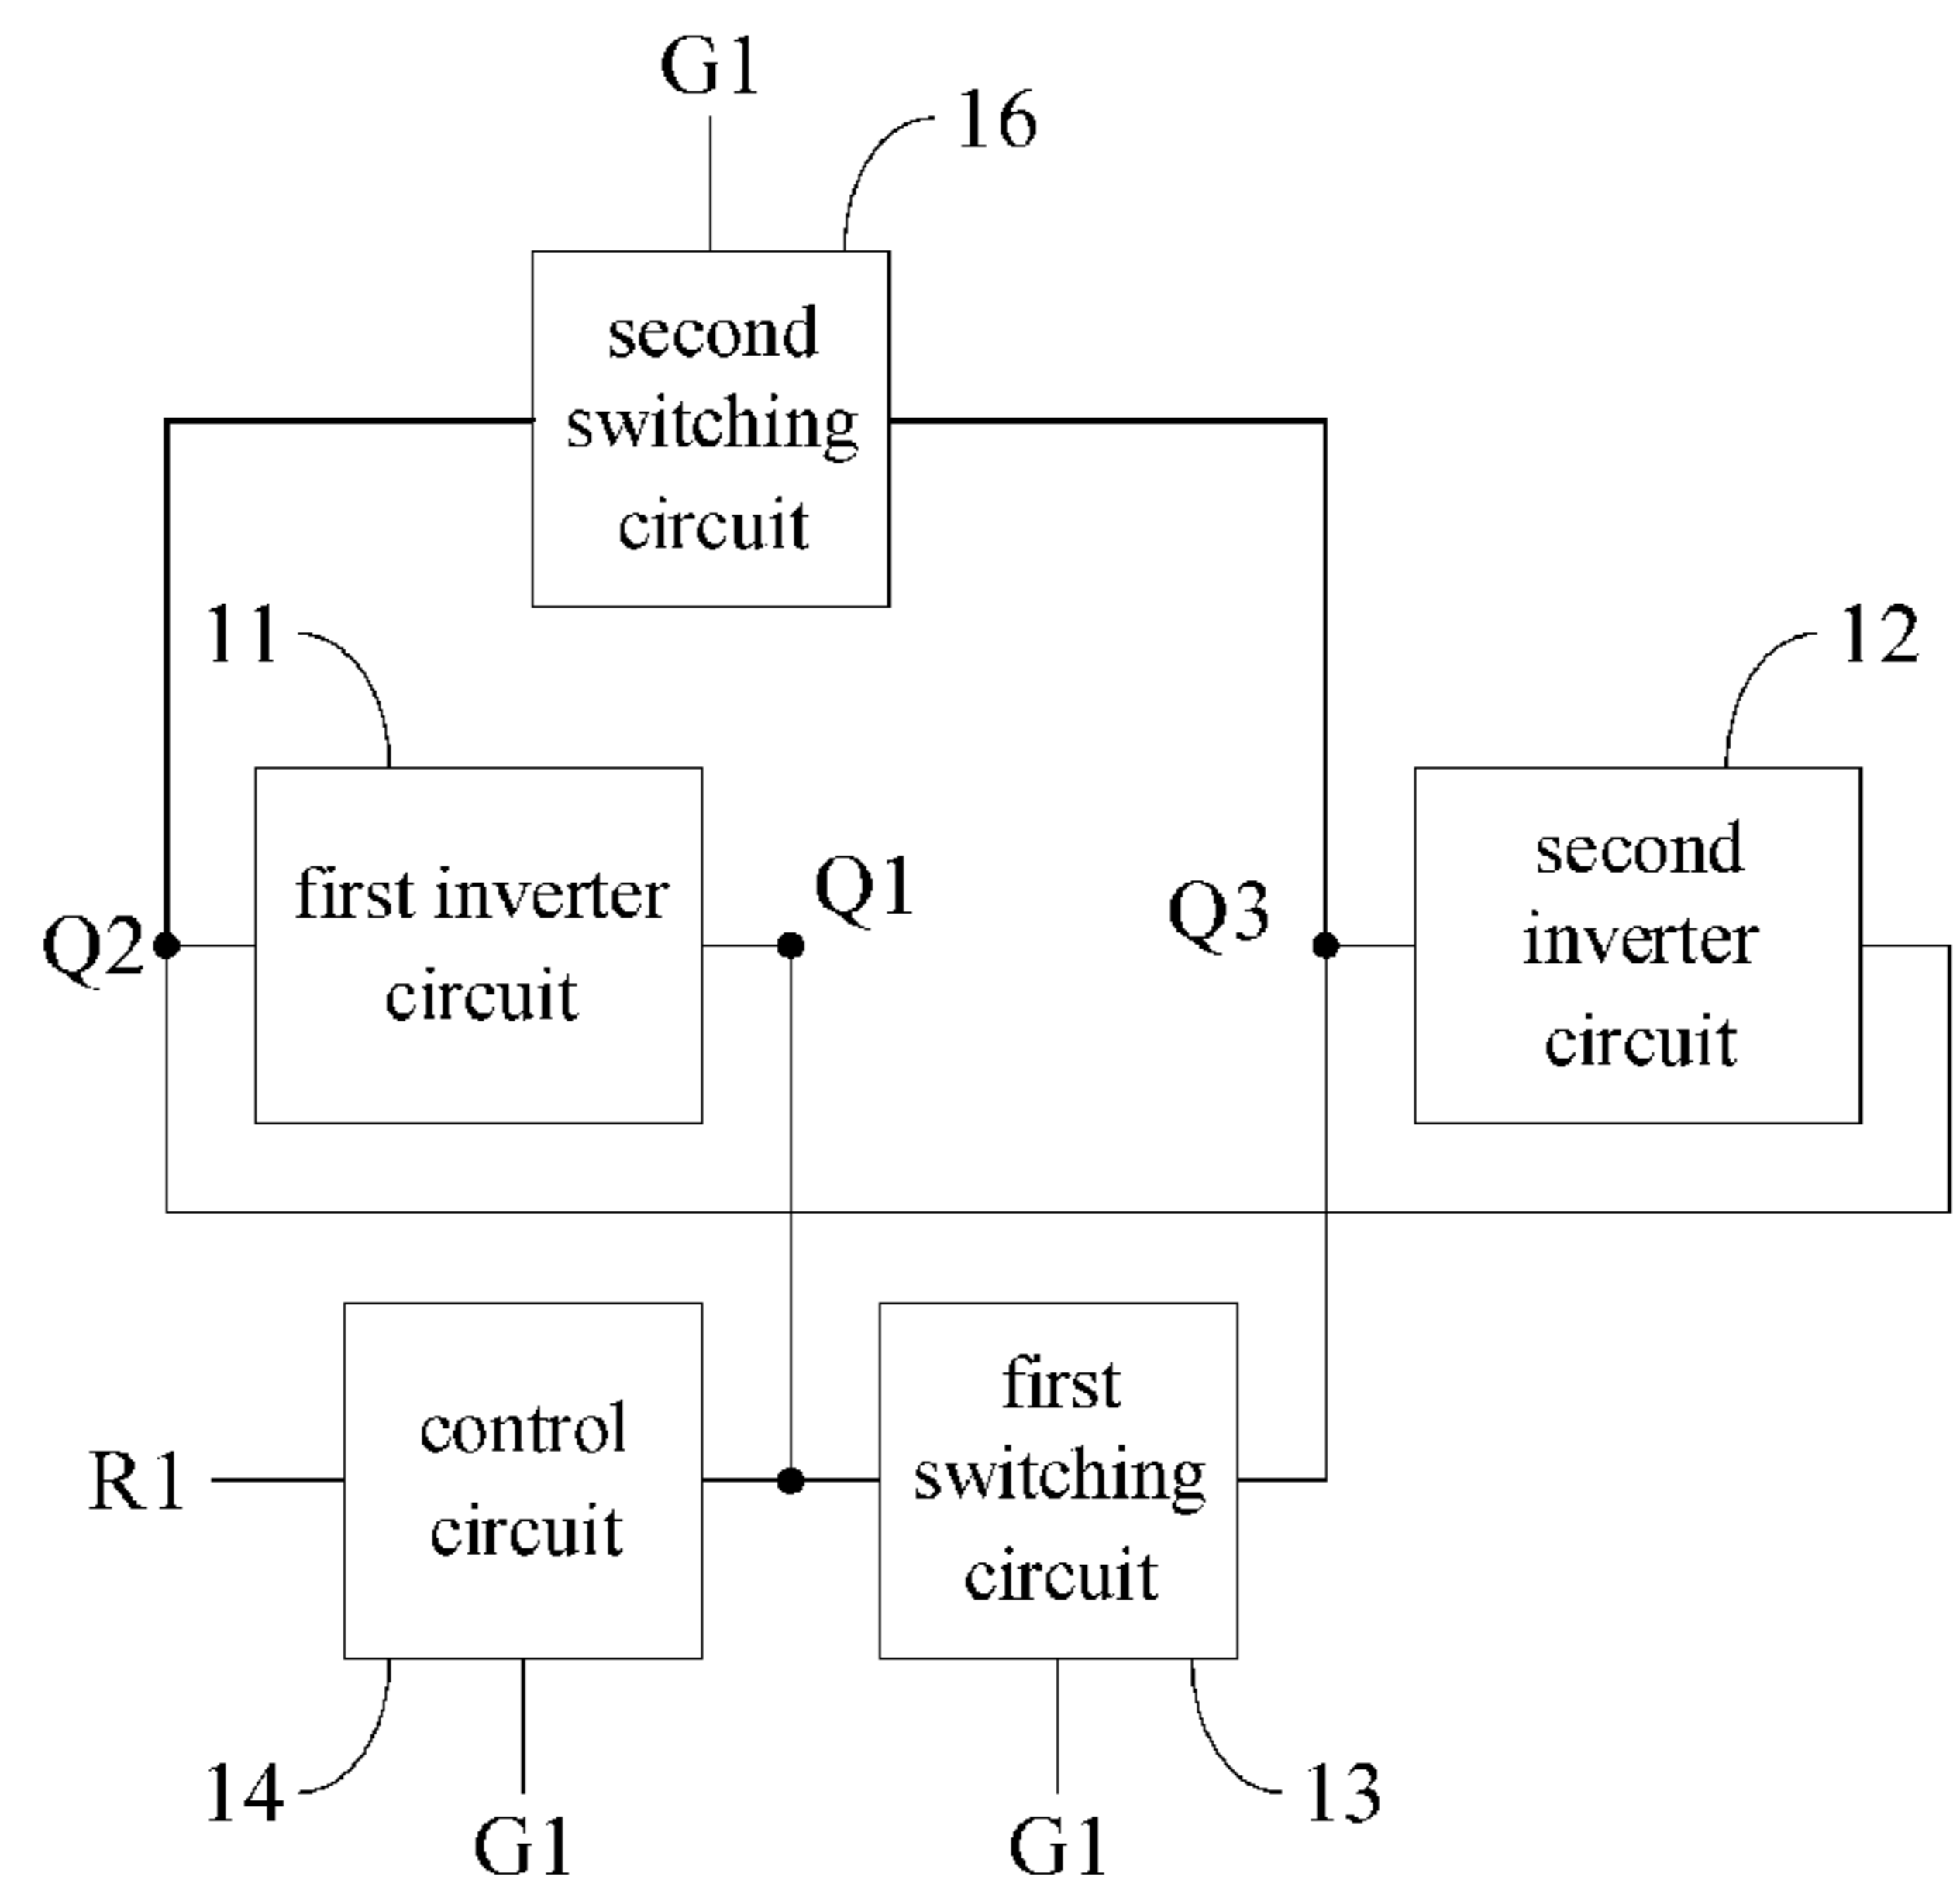 G1
16
second
switching
circuit
11
12
first inverter
circuit
Q1
Q2
Q3
second
inverter
circuit
control
circuit
first
switching
circuit
R1
14
G1
G1
13